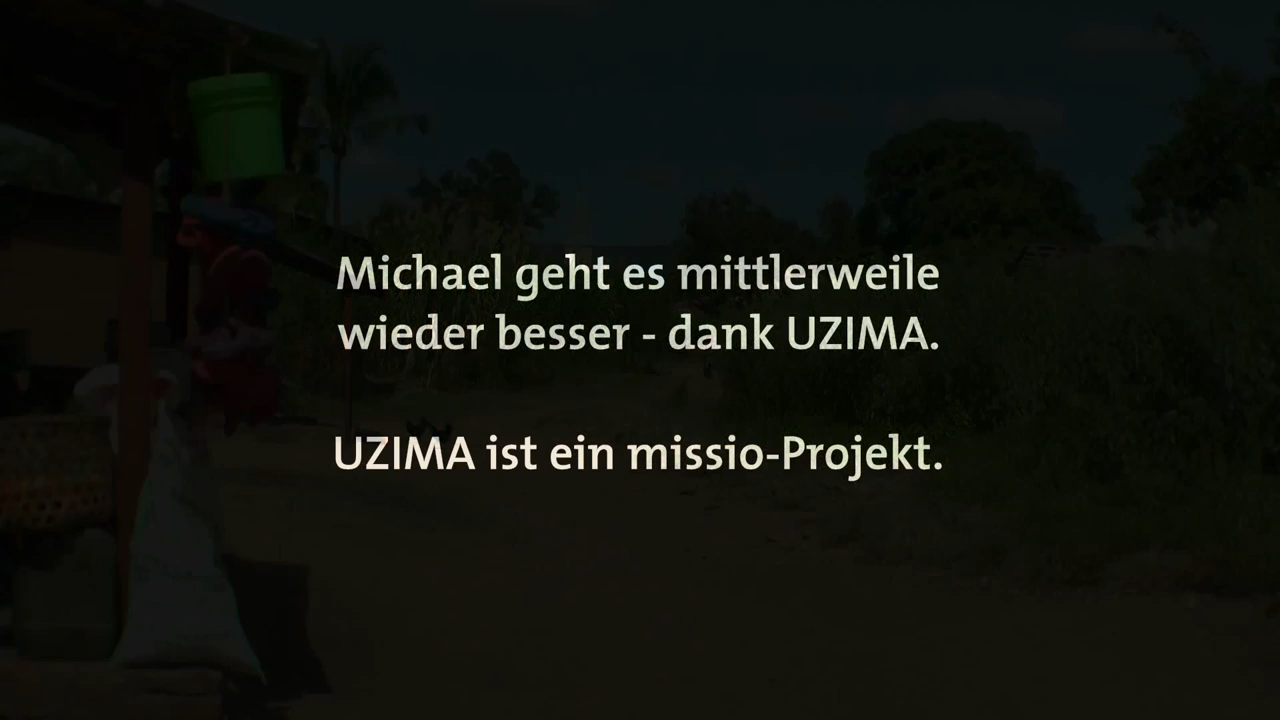 Michael geht es mittlerweile
wieder besser - dank UZIMA.
UZIMA ist ein missio-Projekt.